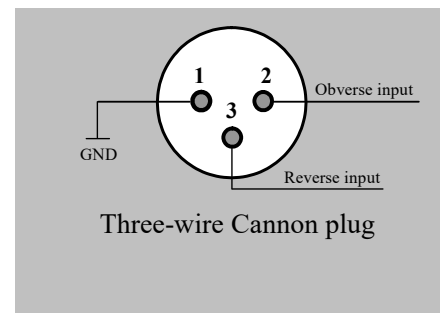 1 2
Obverse input
3
GND
Reverse input
Three-wire Cannon plug